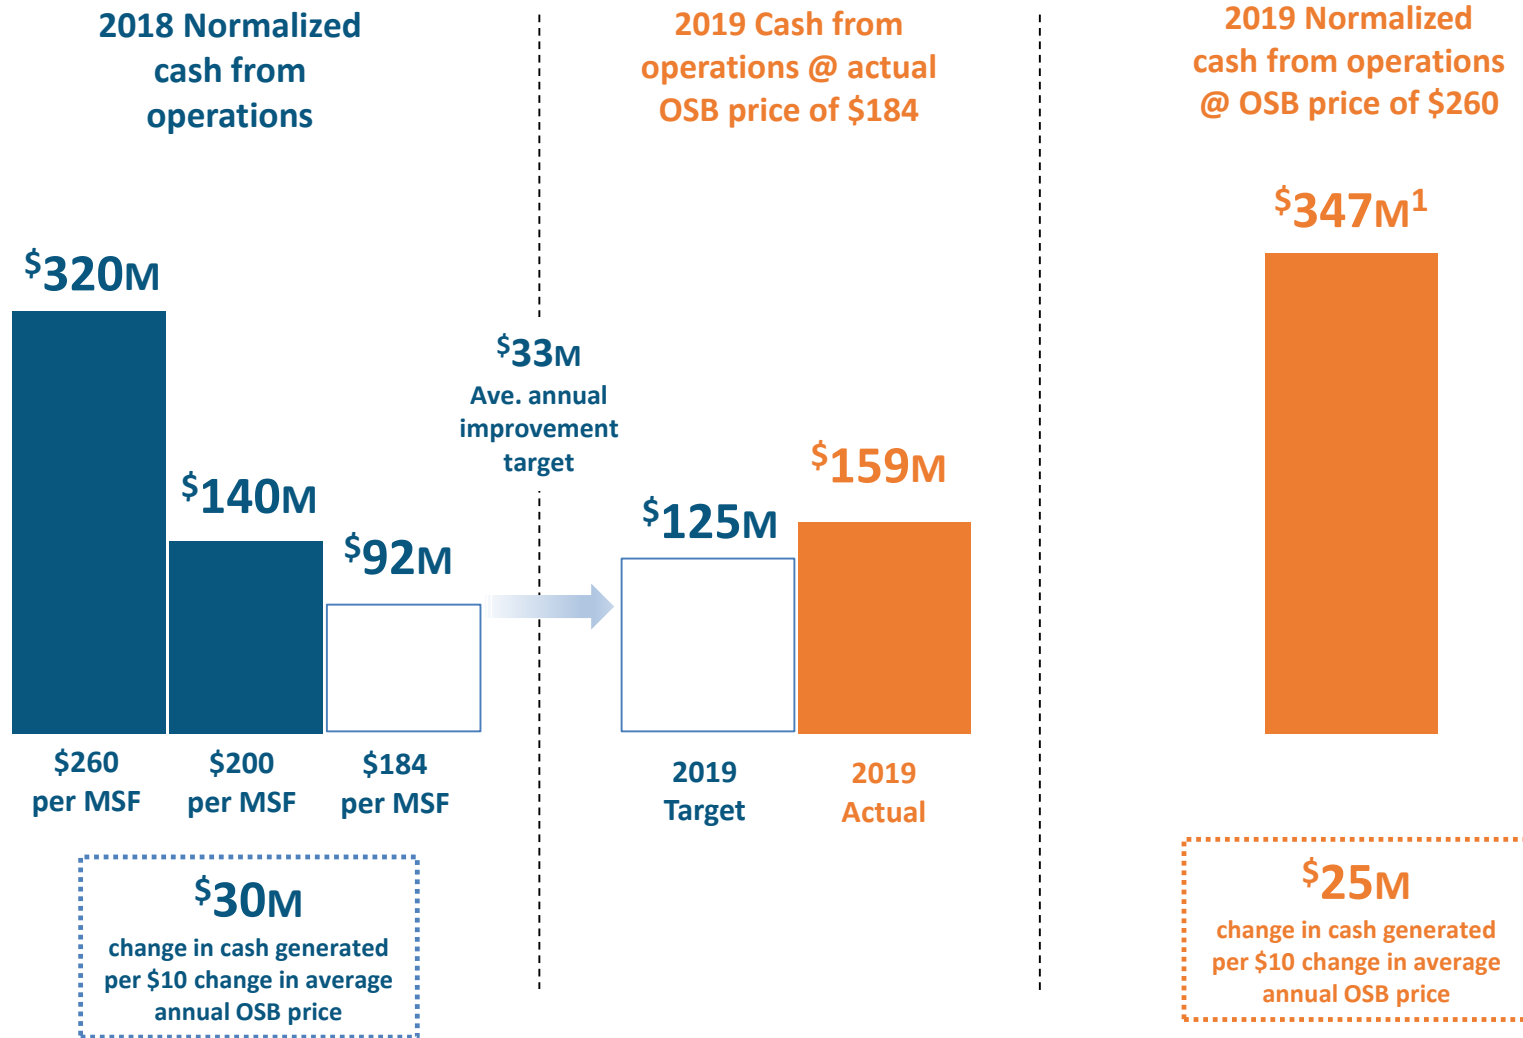 2018 Normalized
cash from
operations
$320M
$140M
$92M
$260
per MSF
$200
per MSF
$184
per MSF
$30M
change in cash generated
per $10 change in average
annual OSB price
$33M
Ave. annual
improvement
target
2019 Cash from
operations @ actual
OSB price of $184
$125M
$159M
2019
Target
2019
Actual
2019 Normalized
cash from operations
@ OSB price of $260
$347M1
$25M
change in cash generated
per $10 change in average
annual OSB price